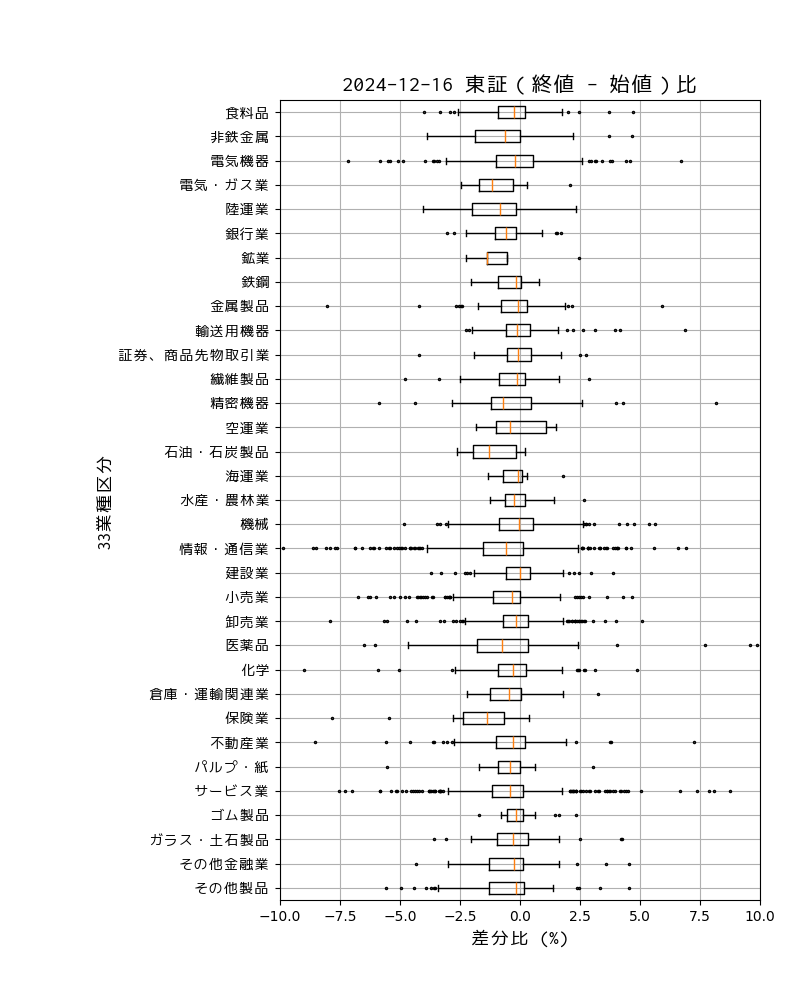 2024-12-16 東証（終値 - 始値）比
食料品
非鉄金属
電気機器
電気・ガス業
陸運業
銀行業
鉱業
鉄鋼
金属製品
輸送用機器
証券、商品先物取引業
繊維製品
精密機器
空運業
石油・石炭製品
海運業
水産・農林業
機械
情報・通信業
建設業
小売業
卸売業
医薬品
化学
倉庫・運輸関連業
保険業
不動産業
パルプ・紙
サービス業
ゴム製品
ガラス・土石製品
その他金融業
その他製品
33業種区分
−10.0 −7.5 −5.0 −2.5 0.0 2.5 5.0 7.5 10.0
差分比 (%)